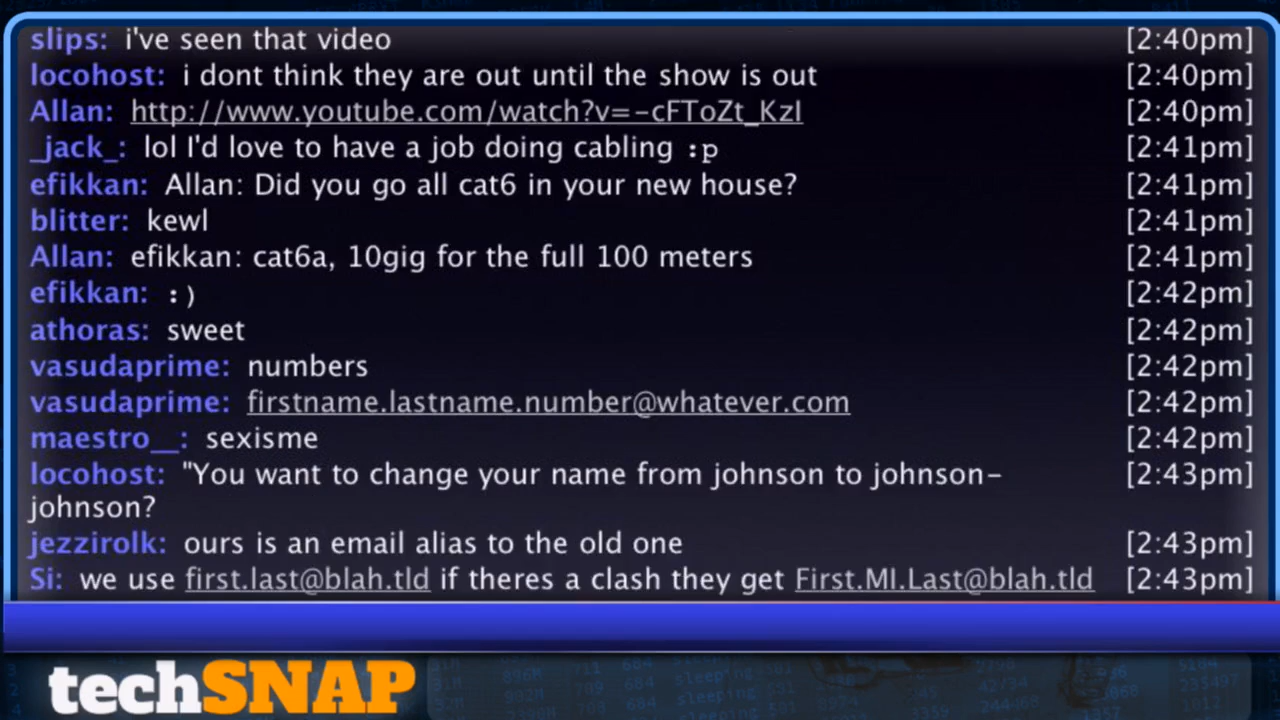 slips: i've seen that video [2:40pm]
locohost: i dont think they are out until the show is out [2:40pm]
Allan: http://www.youtube.com/watch?v=-cFToZt_KzI [2:40pm]
_jack_: lol I'd love to have a job doing cabling :p [2:41pm]
efikkan: Allan: Did you go all cat6 in your new house? [2:41pm]
blitter: kewl [2:41pm]
Allan: efikkan: cat6a, 10gig for the full 100 meters [2:41pm]
efikkan: :) [2:42pm]
athoras: sweet [2:42pm]
vasudaprime: numbers [2:42pm]
vasudaprime: firstname.lastname.number@whatever.com [2:42pm]
maestro__: sexisme [2:42pm]
locohost: "You want to change your name from johnson to johnson- [2:43pm]
johnson?
jezzirolk: ours is an email alias to the old one [2:43pm]
Si: we use first.last@blah.tld if theres a clash they get First.MI.Last@blah.tld [2:43pm]
techSNAP